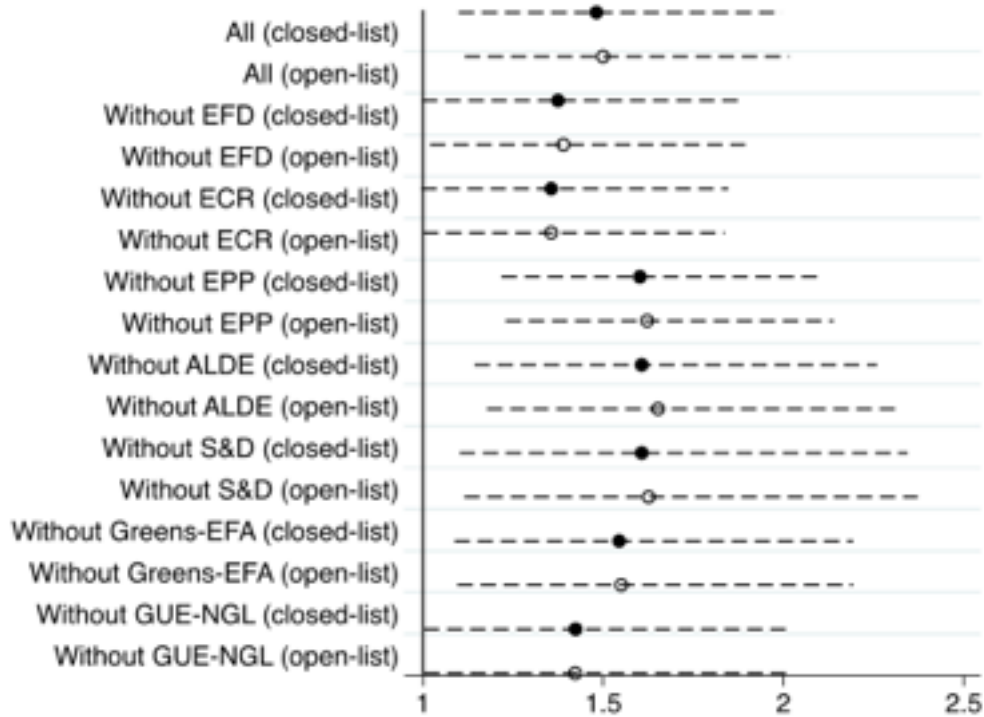 All (closed-list)
All (open-list)
Without EFD (closed-list)
Without EFD (open-list)
Without ECR (closed-list)
Without ECR (open-list)
Without EPP (closed-list)
Without EPP (open-list)
Without ALDE (closed-list)
Without ALDE (open-list)
Without S&D (closed-list)
Without S&D (open-list)
Without Greens-EFA (closed-list)
Without Greens-EFA (open-list)
Without GUE-NGL (closed-list)
Without GUE-NGL (open-list)
1 1.5 2 2.5